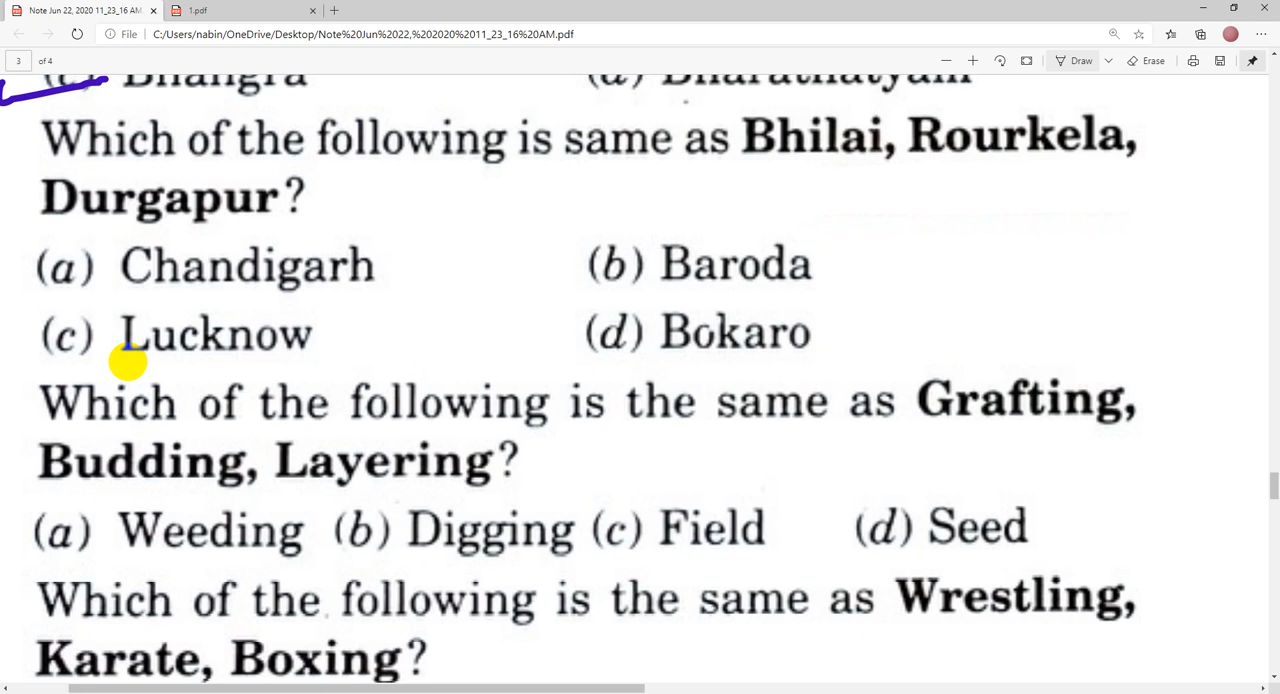 Note Jun 22, 2020 11_23_16 AM.
1.pdf
File C:/Users/nabin/OneDrive/Desktop/Note%20Jun%2022,%202020%2011_23_16%20AM.pdf
3 of 4
Draw Erase
(c) Bhangra (d) Bharathatyam
Which of the following is same as Bhilai, Rourkela,
Durgapur?
(a) Chandigarh (b) Baroda
(c) Lucknow (d) Bokaro
Which of the following is the same as Grafting,
Budding, Layering?
(a) Weeding (b) Digging (c) Field (d) Seed
Which of the following is the same as Wrestling,
Karate, Boxing?